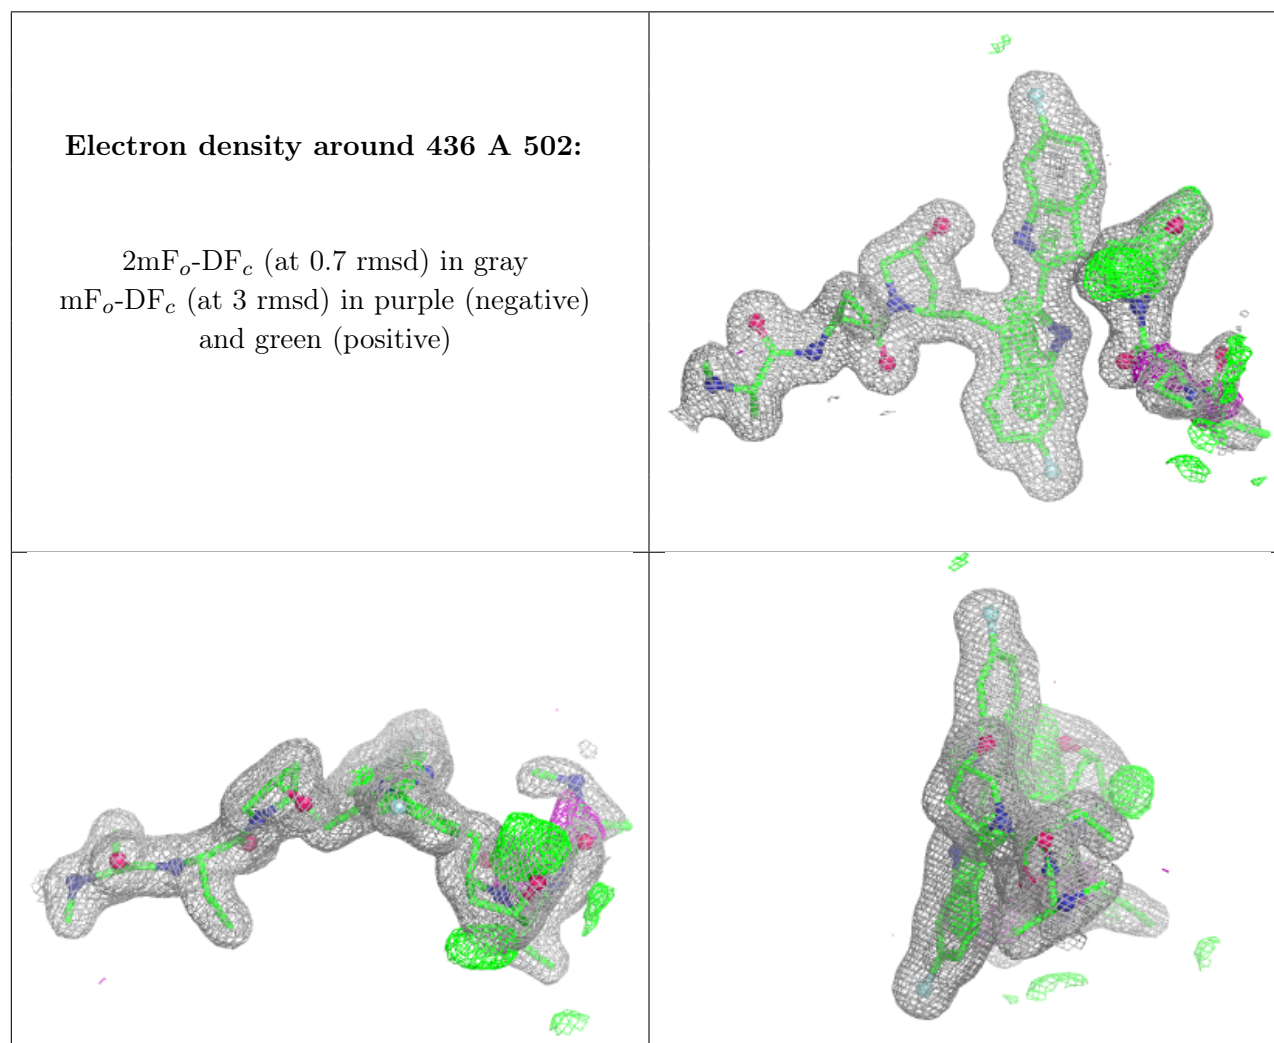 Electron density around 436 A 502:
2mFo-DFc (at 0.7 rmsd) in gray
mFo-DFc (at 3 rmsd) in purple (negative)
and green (positive)